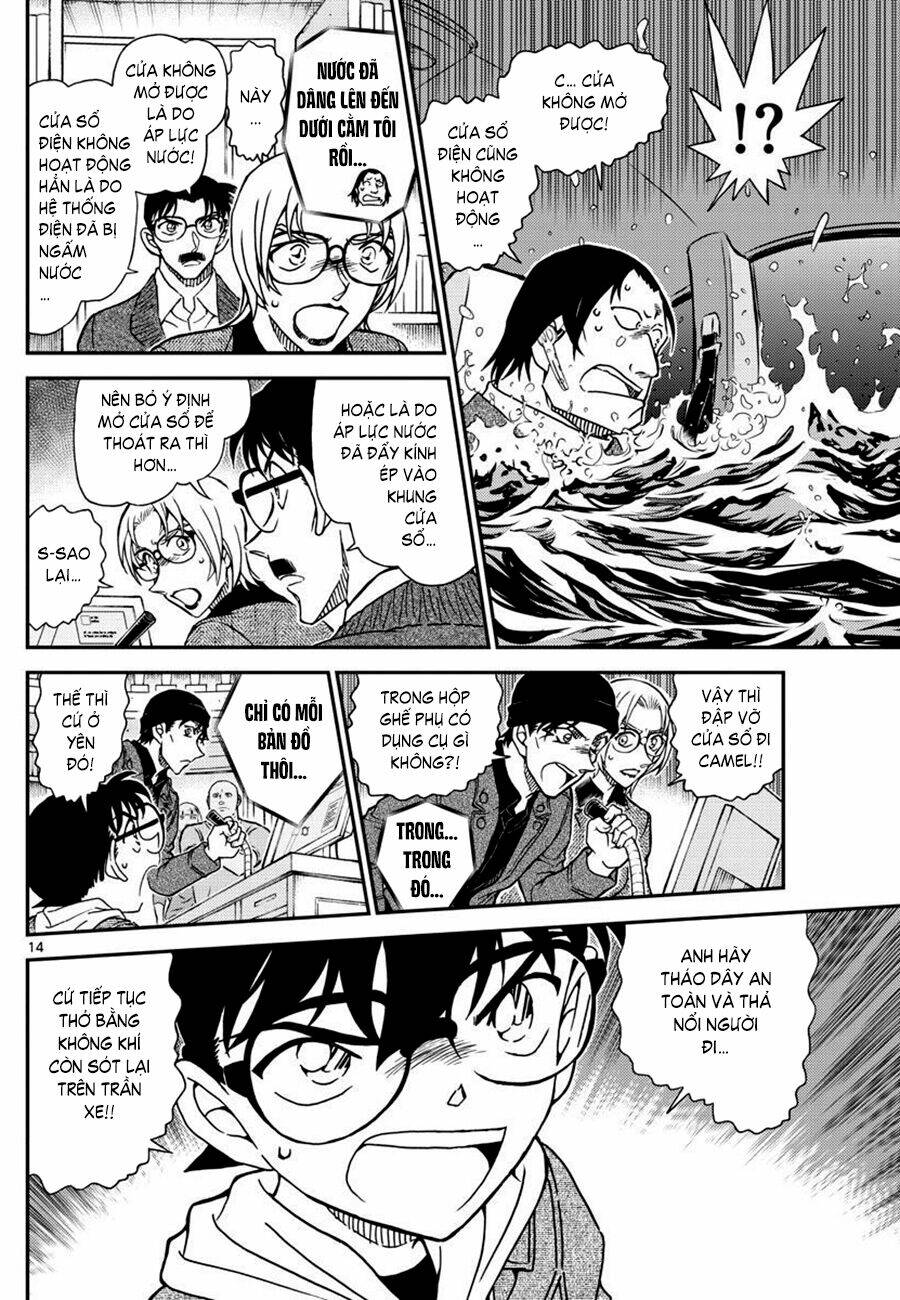 !?
C... CỬA
KHÔNG MỞ
ĐƯỢC!
CỬA SỔ
ĐIỆN CŨNG
KHÔNG
HOẠT
ĐỘNG
...
NƯỚC ĐÃ
DÂNG LÊN ĐẾN
DƯỚI CẰM TÔI
RỒI...
NÀY
...
CỬA KHÔNG
MỞ ĐƯỢC
LÀ DO
ÁP LỰC
NƯỚC!
CỬA SỔ
ĐIỆN KHÔNG
HOẠT ĐỘNG
HẲN LÀ DO
HỆ THỐNG
ĐIỆN ĐÃ BỊ
NGẤM
NƯỚC
...
HOẶC LÀ DO
ÁP LỰC NƯỚC
ĐÃ ĐẨY KÍNH
ÉP VÀO
KHUNG
CỬA
SỔ...
NÊN BỎ Ý ĐỊNH
MỞ CỬA SỔ ĐỂ
THOÁT RA THÌ
HƠN...
S-SAO
LẠI...
VẬY THÌ
ĐẬP VỠ
CỬA SỔ ĐI
CAMEL!!
TRONG HỘP
GHẾ PHỤ CÓ
DỤNG CỤ GÌ
KHÔNG?!
TRONG...
TRONG
ĐÓ...
CHỈ CÓ MỖI
BẢN ĐỒ
THÔI...
THẾ THÌ
CỨ Ở
YÊN
ĐÓ!
14
ANH HÀY
THÁO DÂY AN
TOÀN VÀ THẢ
NỔI NGƯỜI
ĐI...
CỨ TIẾP TỤC
THỞ BẰNG
KHÔNG KHÍ
CÒN SÓT LẠI
TRÊN TRẦN
XE!!